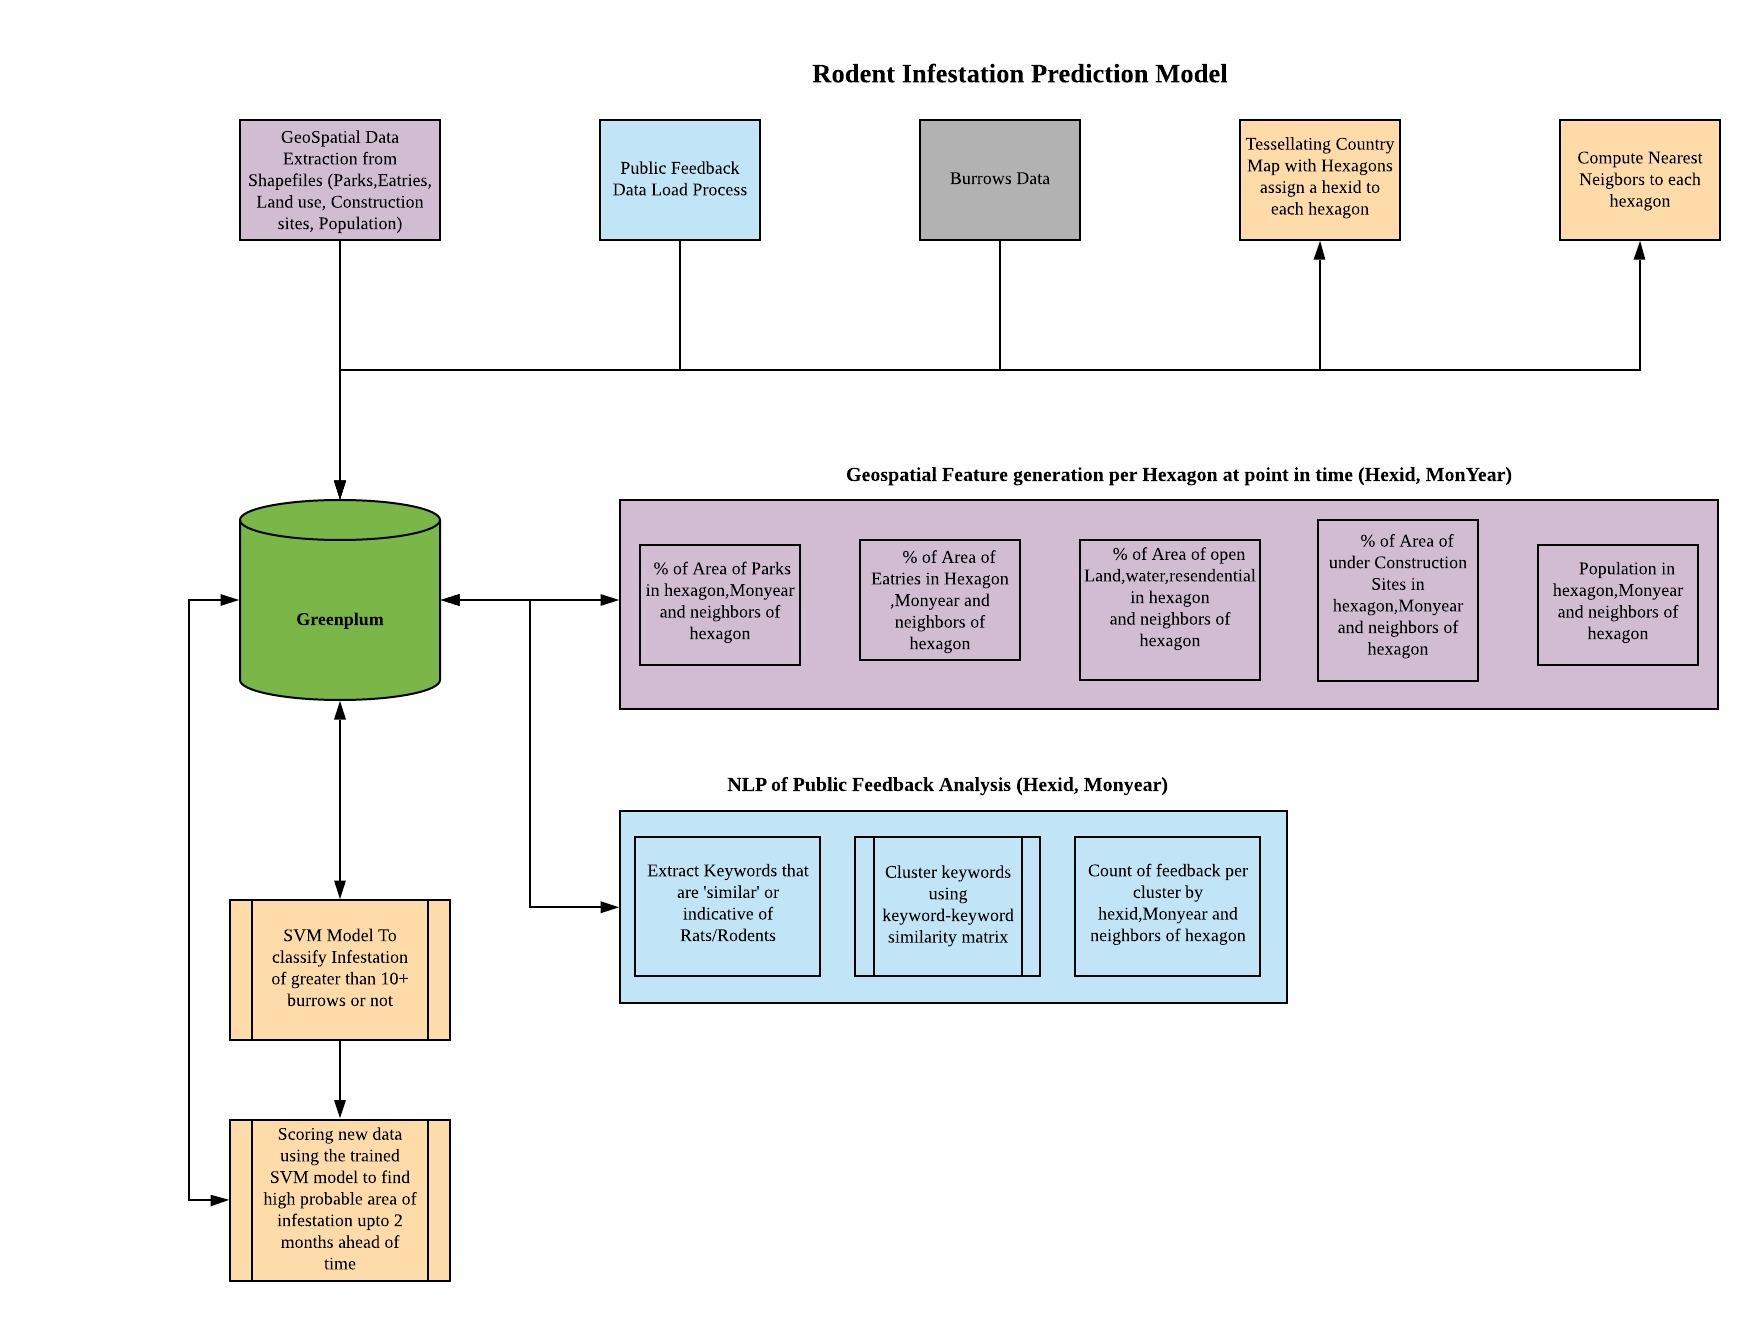 Rodent Infestation Prediction Model
GeoSpatial Data
Extraction from
Shapefiles (Parks,Eatries,
Land use, Construction
sites, Population)
Public Feedback
Data Load Process
Burrows Data
Tessellating Country
Map with Hexagons
assign a hexid to
each hexagon
Compute Nearest
Neigbors to each
hexagon
Geospatial Feature generation per Hexagon at point in time (Hexid, MonYear)
Greenplum
% of Area of Parks
in hexagon,Monyear
and neighbors of
hexagon
% of Area of
Eatries in Hexagon
,Monyear and
neighbors of
hexagon
% of Area of open
Land,water,resendential
in hexagon
and neighbors of
hexagon
% of Area of
under Construction
Sites in
hexagon,Monyear
and neighbors of
hexagon
Population in
hexagon,Monyear
and neighbors of
hexagon
NLP of Public Feedback Analysis (Hexid, Monyear)
Extract Keywords that
are 'similar' or
indicative of
Rats/Rodents
Cluster keywords
using
keyword-keyword
similarity matrix
Count of feedback per
cluster by
hexid,Monyear and
neighbors of hexagon
SVM Model To
classify Infestation
of greater than 10+
burrows or not
Scoring new data
using the trained
SVM model to find
high probable area of
infestation upto 2
months ahead of
time